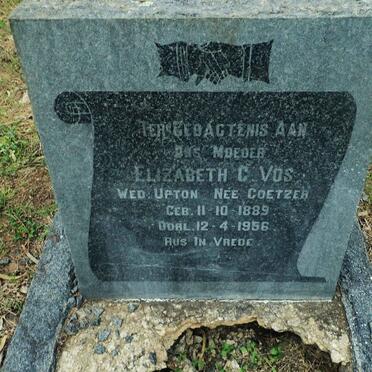 TER GEDAGTENIS AAN
ONS MOEDER
ELIZABETH C. VOS
WED. UPTON NEE COETZER
GEB. 11-10-1889
OORL. 12-4-1956
RUS IN VREDE.